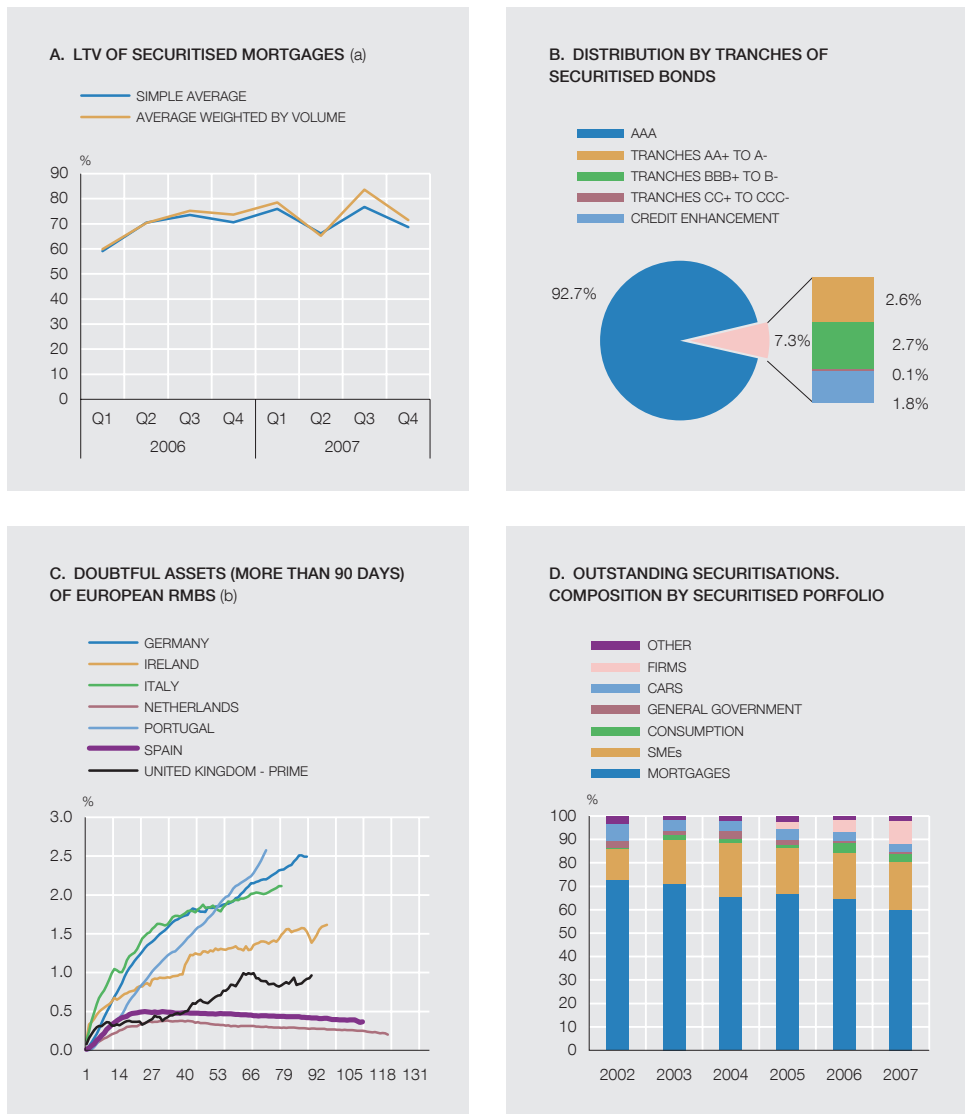 A. LTV OF SECURITISED MORTGAGES (a)
SIMPLE AVERAGE
AVERAGE WEIGHTED BY VOLUME
%
90
80
70
60
50
40
30
20
10
0
Q1 Q2 Q3 Q4 Q1 Q2 Q3 Q4
2006 2007
B. DISTRIBUTION BY TRANCHES OF
SECURITISED BONDS
AAA
TRANCHES AA+ TO A-
TRANCHES BBB+ TO B-
TRANCHES CC+ TO CCC-
CREDIT ENHANCEMENT
92.7%
7.3%
2.6%
2.7%
0.1%
1.8%
C. DOUBTFUL ASSETS (MORE THAN 90 DAYS)
OF EUROPEAN RMBS (b)
GERMANY
IRELAND
ITALY
NETHERLANDS
PORTUGAL
SPAIN
UNITED KINGDOM - PRIME
%
3.0
2.5
2.0
1.5
1.0
0.5
0.0
1 14 27 40 53 66 79 92 105 118 131
D. OUTSTANDING SECURITISATIONS.
COMPOSITION BY SECURITISED PORFOLIO
OTHER
FIRMS
CARS
GENERAL GOVERNMENT
CONSUMPTION
SMEs
MORTGAGES
%
100
90
80
70
60
50
40
30
20
10
0
2002 2003 2004 2005 2006 2007